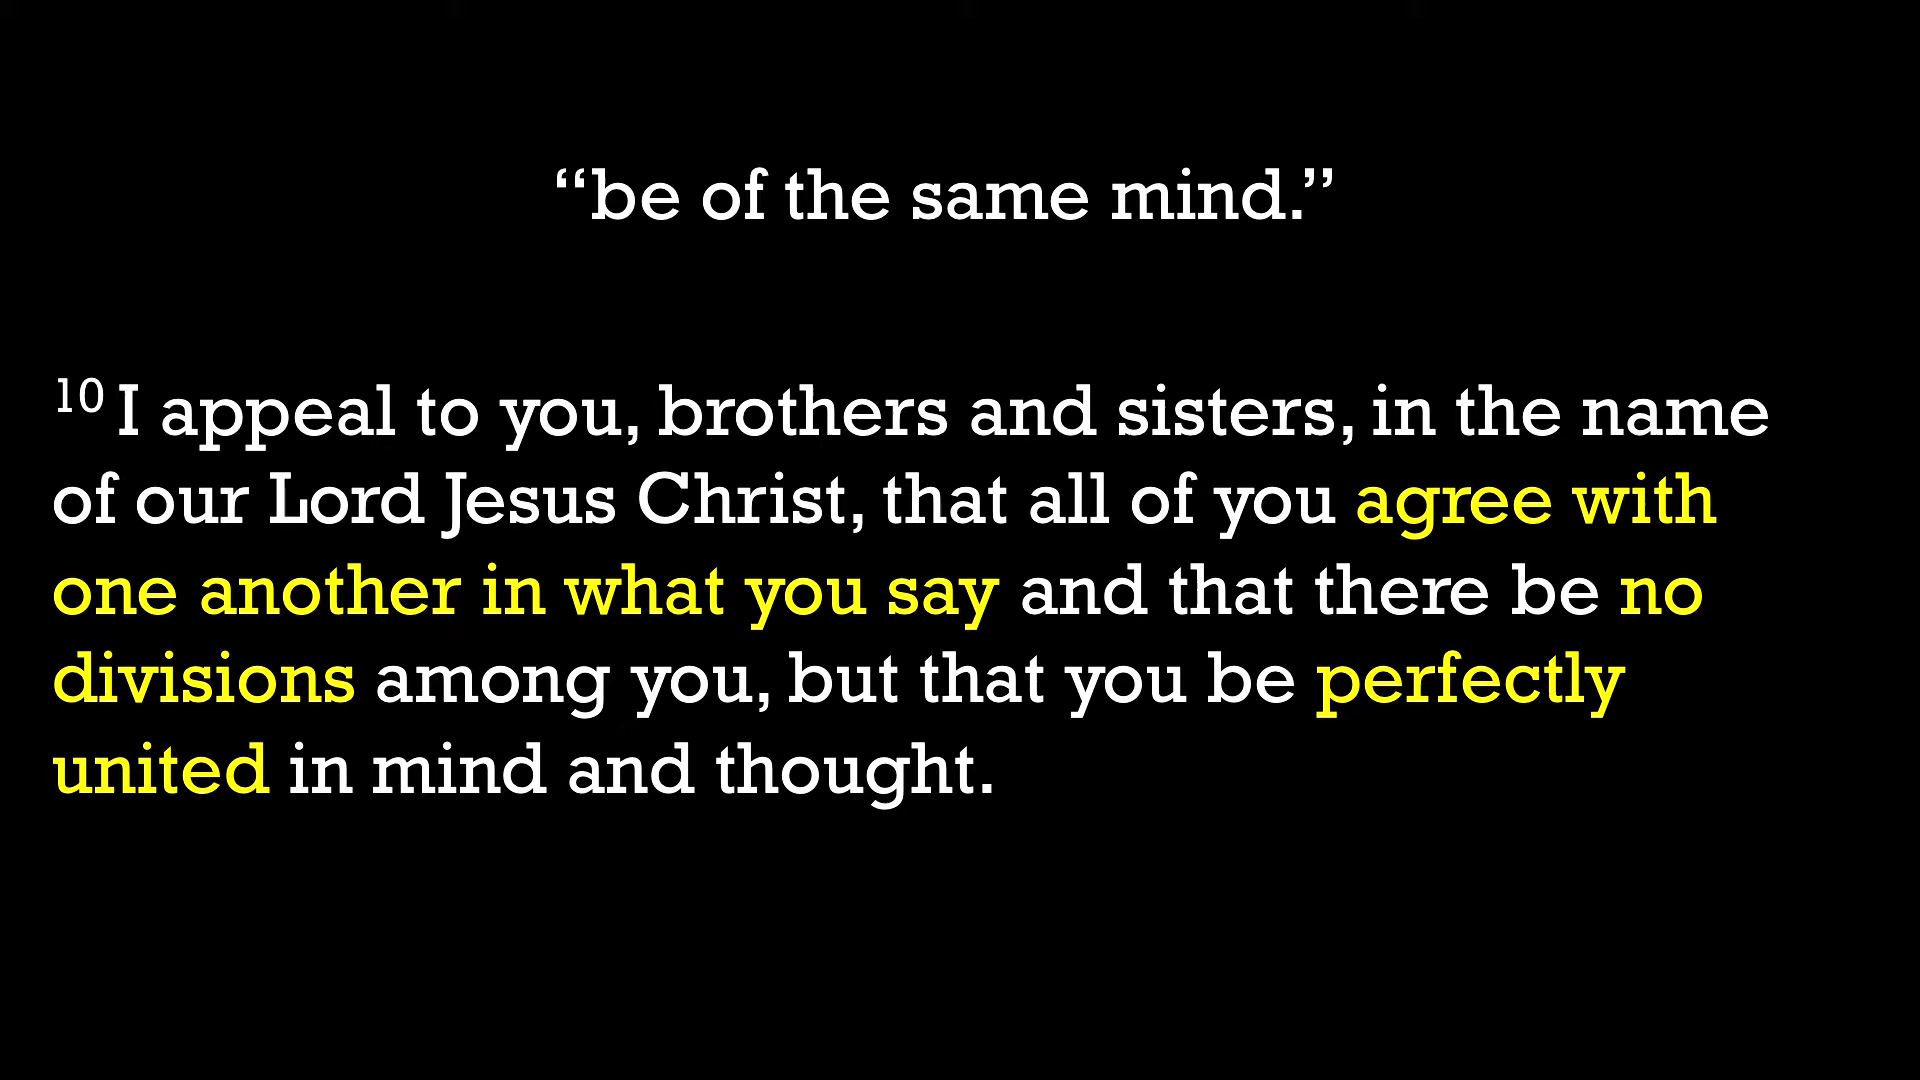 “be of the same mind.”
10 I appeal to you, brothers and sisters, in the name
of our Lord Jesus Christ, that all of you agree with
one another in what you say and that there be no
divisions among you, but that you be perfectly
united in mind and thought.